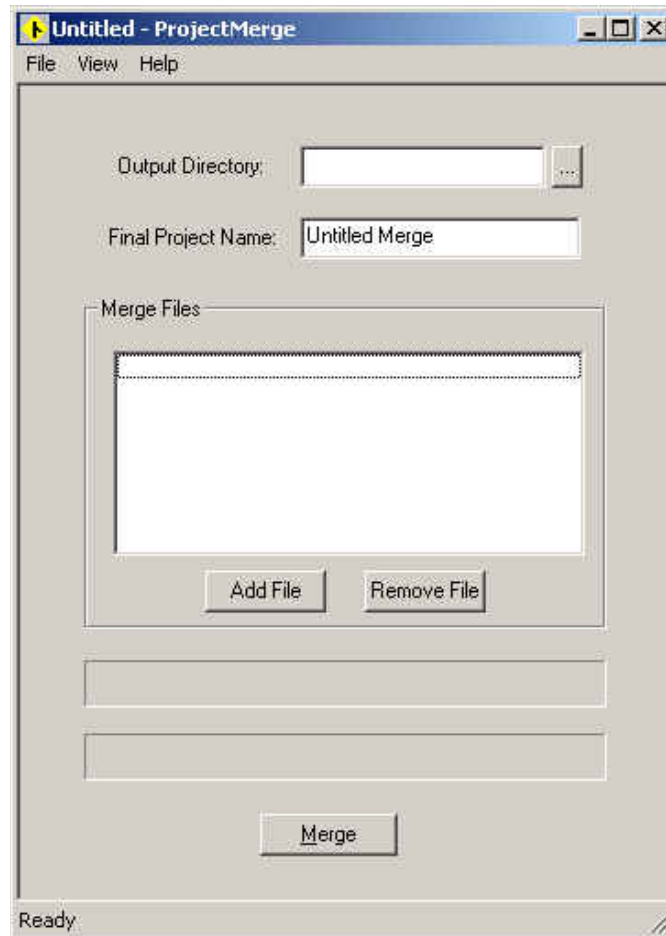 Untitled - ProjectMerge
File View Help
Output Directory:
...
Final Project Name: Untitled Merge
Merge Files
Add File Remove File
Merge
Ready